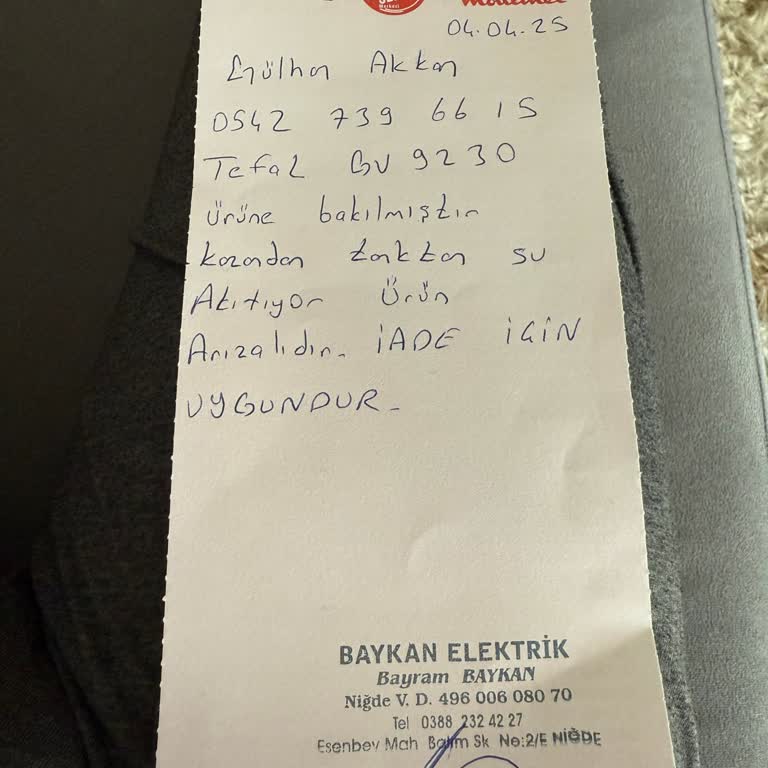 04.04.25
Gülhan Akkan
0542 739 66 15
Tefal GV 9230
Ürüne bakılmıştır
kazandan tanktan su
Akıtıyor Ürün
Arızalıdır. İADE İÇİN
UYGUNDUR.
BAYKAN ELEKTRİK
Bayram BAYKAN
Niğde V. D. 496 006 080 70
Tel 0388 232 42 27
Esenbey Mah Sk No:2/E NİĞDE